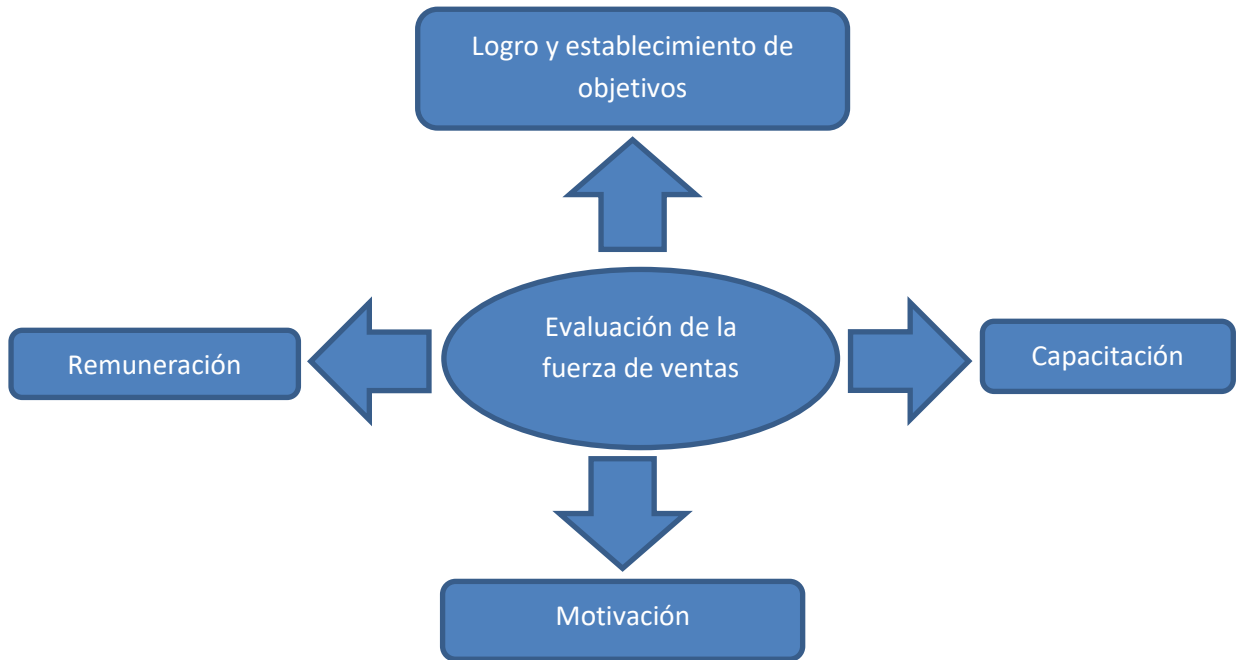 Logro y establecimiento de
objetivos
Evaluación de la
fuerza de ventas
Remuneración
Capacitación
Motivación